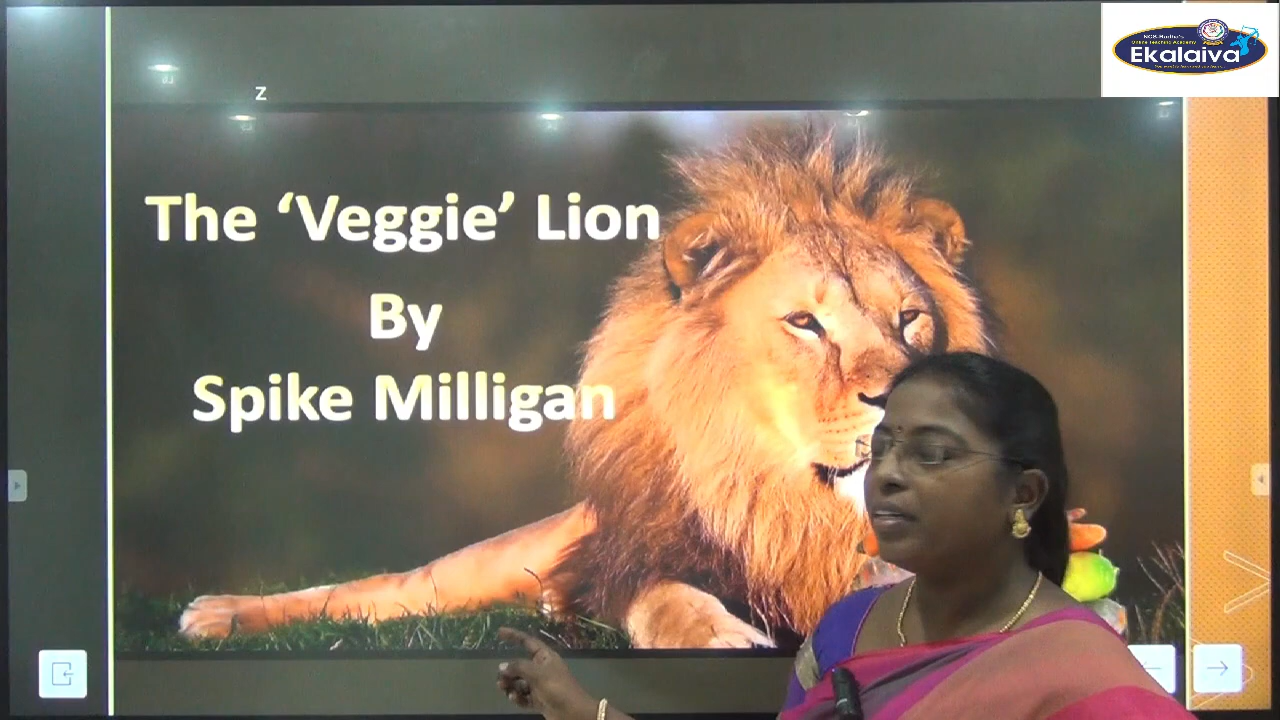 Ekalaiva
z
The ‘Veggie’ Lion
By
Spike Milligan